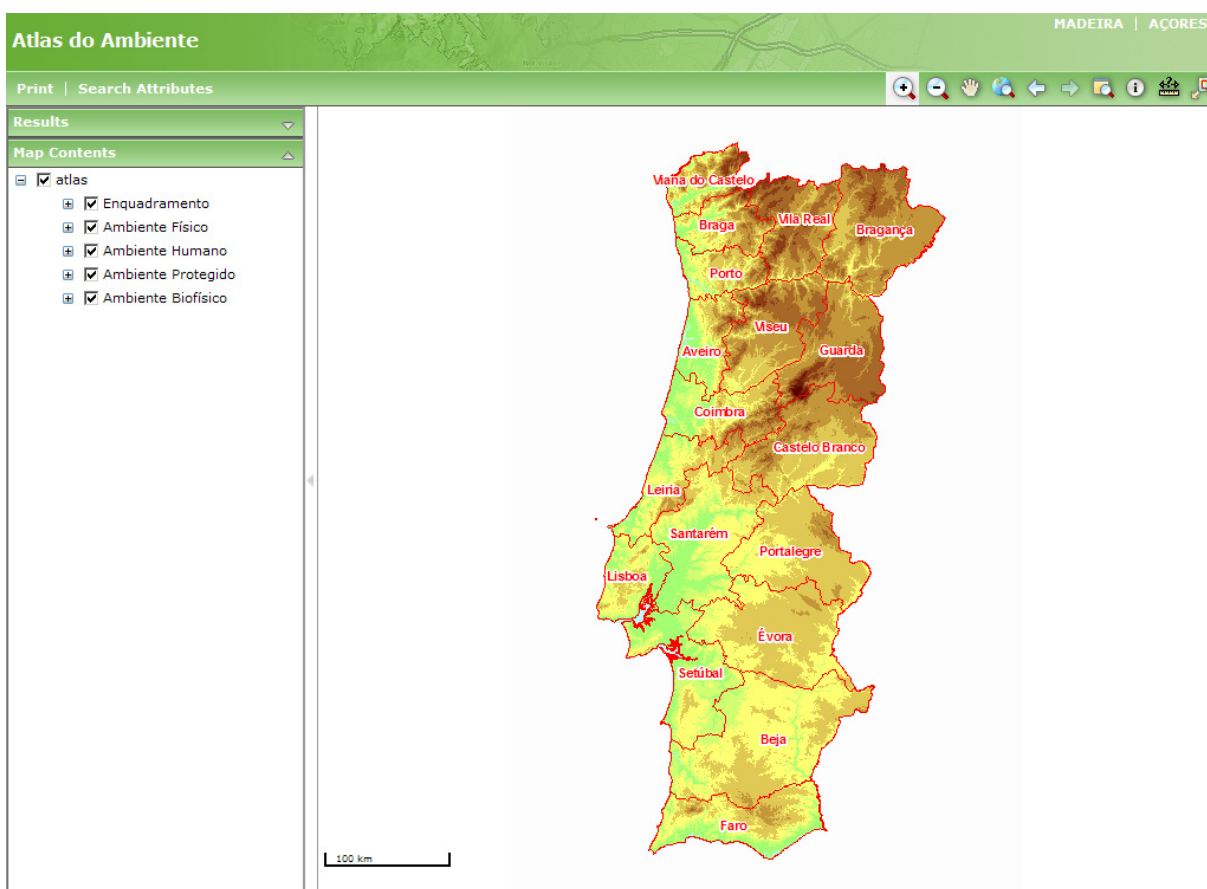 MADEIRA | AÇORES
Atlas do Ambiente
Print | Search Attributes
Results
Map Contents
atlas
Enquadramento
Ambiente Físico
Ambiente Humano
Ambiente Protegido
Ambiente Biofísico
Viana do Castelo
Braga
Vila Real
Bragança
Porto
Viseu
Aveiro
Guarda
Coimbra
Castelo Branco
Leiria
Santarém
Portalegre
Lisboa
Évora
Setúbal
Beja
Faro
100 km